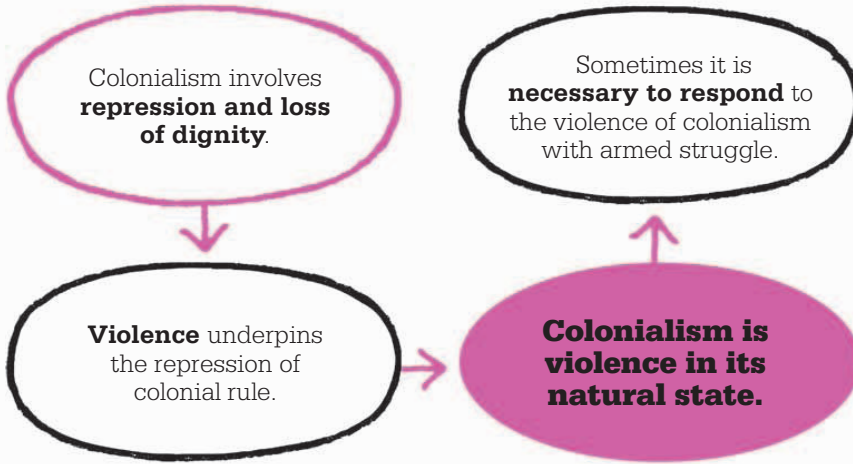 Colonialism involves
repression and loss
of dignity.
Violence underpins
the repression of
colonial rule.
Colonialism is
violence in its
natural state.
Sometimes it is
necessary to respond to
the violence of colonialism
with armed struggle.